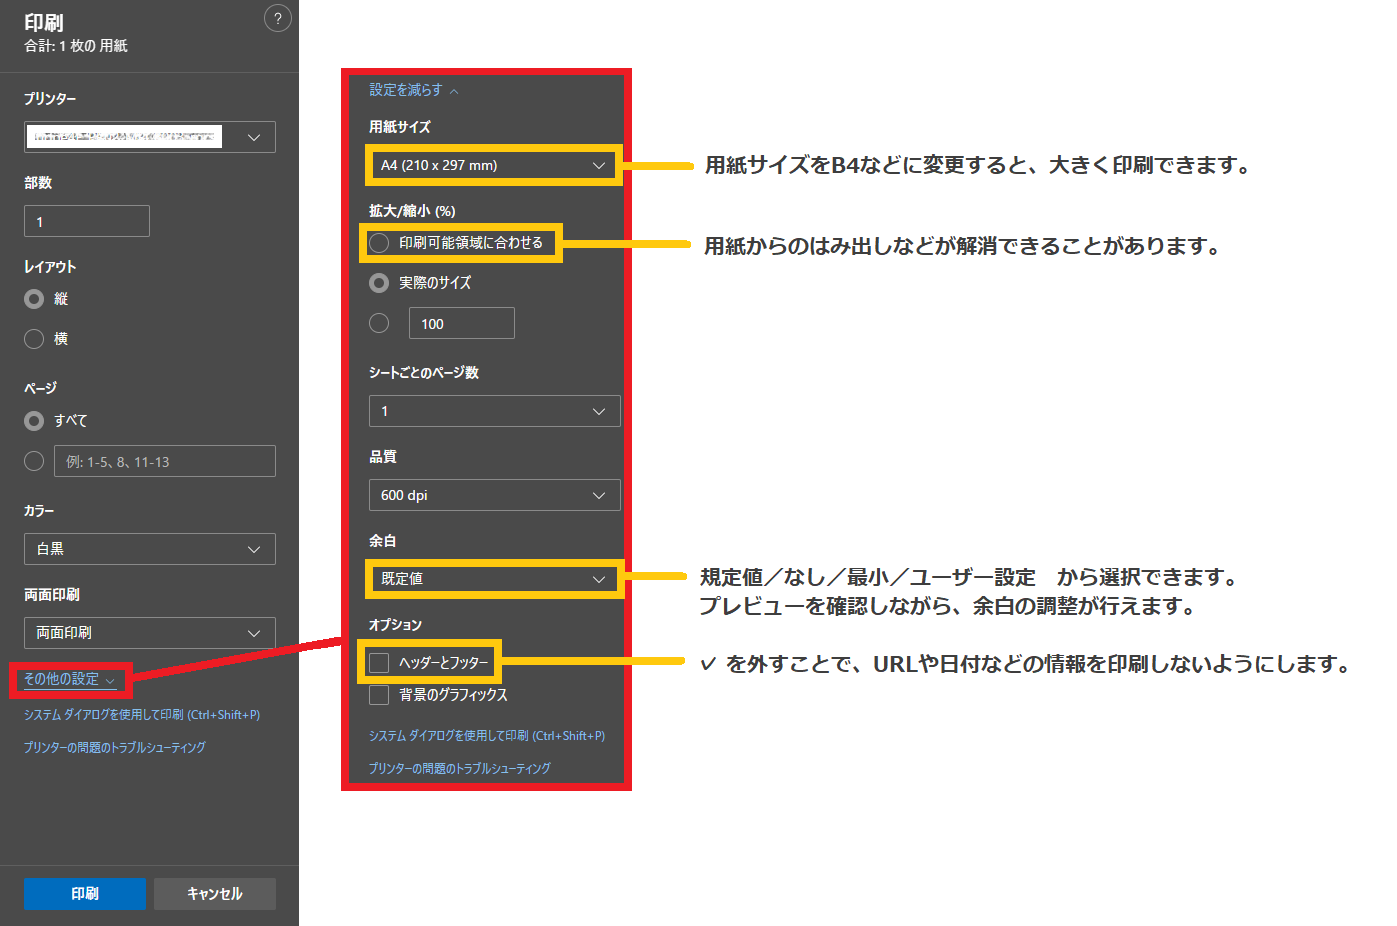 印刷
?
合計: 1 枚の 用紙
プリンター
部数
1
レイアウト
縦
横
ページ
すべて
例: 1-5、8、11-13
カラー
白黒
両面印刷
両面印刷
その他の設定
システム ダイアログを使用して印刷 (Ctrl+Shift+P)
プリンターの問題のトラブルシューティング
印刷
キャンセル
設定を減らす
用紙サイズ
A4 (210 x 297 mm)
用紙サイズをB4などに変更すると、大きく印刷できます。
拡大/縮小 (%)
印刷可能領域に合わせる
用紙からのはみ出しなどが解消できることがあります。
実際のサイズ
100
シートごとのページ数
1
品質
600 dpi
余白
既定値
規定値／なし／最小／ユーザー設定　から選択できます。
プレビューを確認しながら、余白の調整が行えます。
オプション
ヘッダーとフッター
✓ を外すことで、URLや日付などの情報を印刷しないようにします。
背景のグラフィックス
システム ダイアログを使用して印刷 (Ctrl+Shift+P)
プリンターの問題のトラブルシューティング